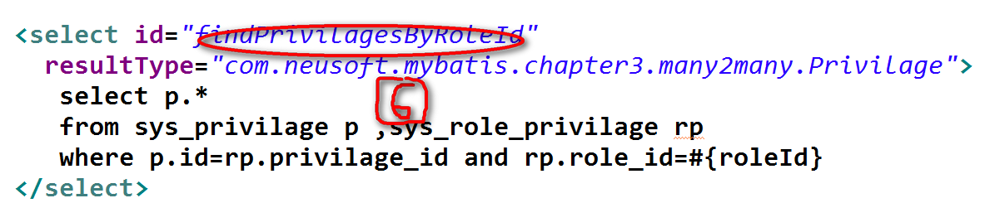 <select id="findPrivilagesByRoleId"
resultType="com.neusoft.mybatis.chapter3.many2many.Privilage">
select p.*
from sys_privilage p ,sys_role_privilage rp
where p.id=rp.privilage_id and rp.role_id=#{roleId}
</select>